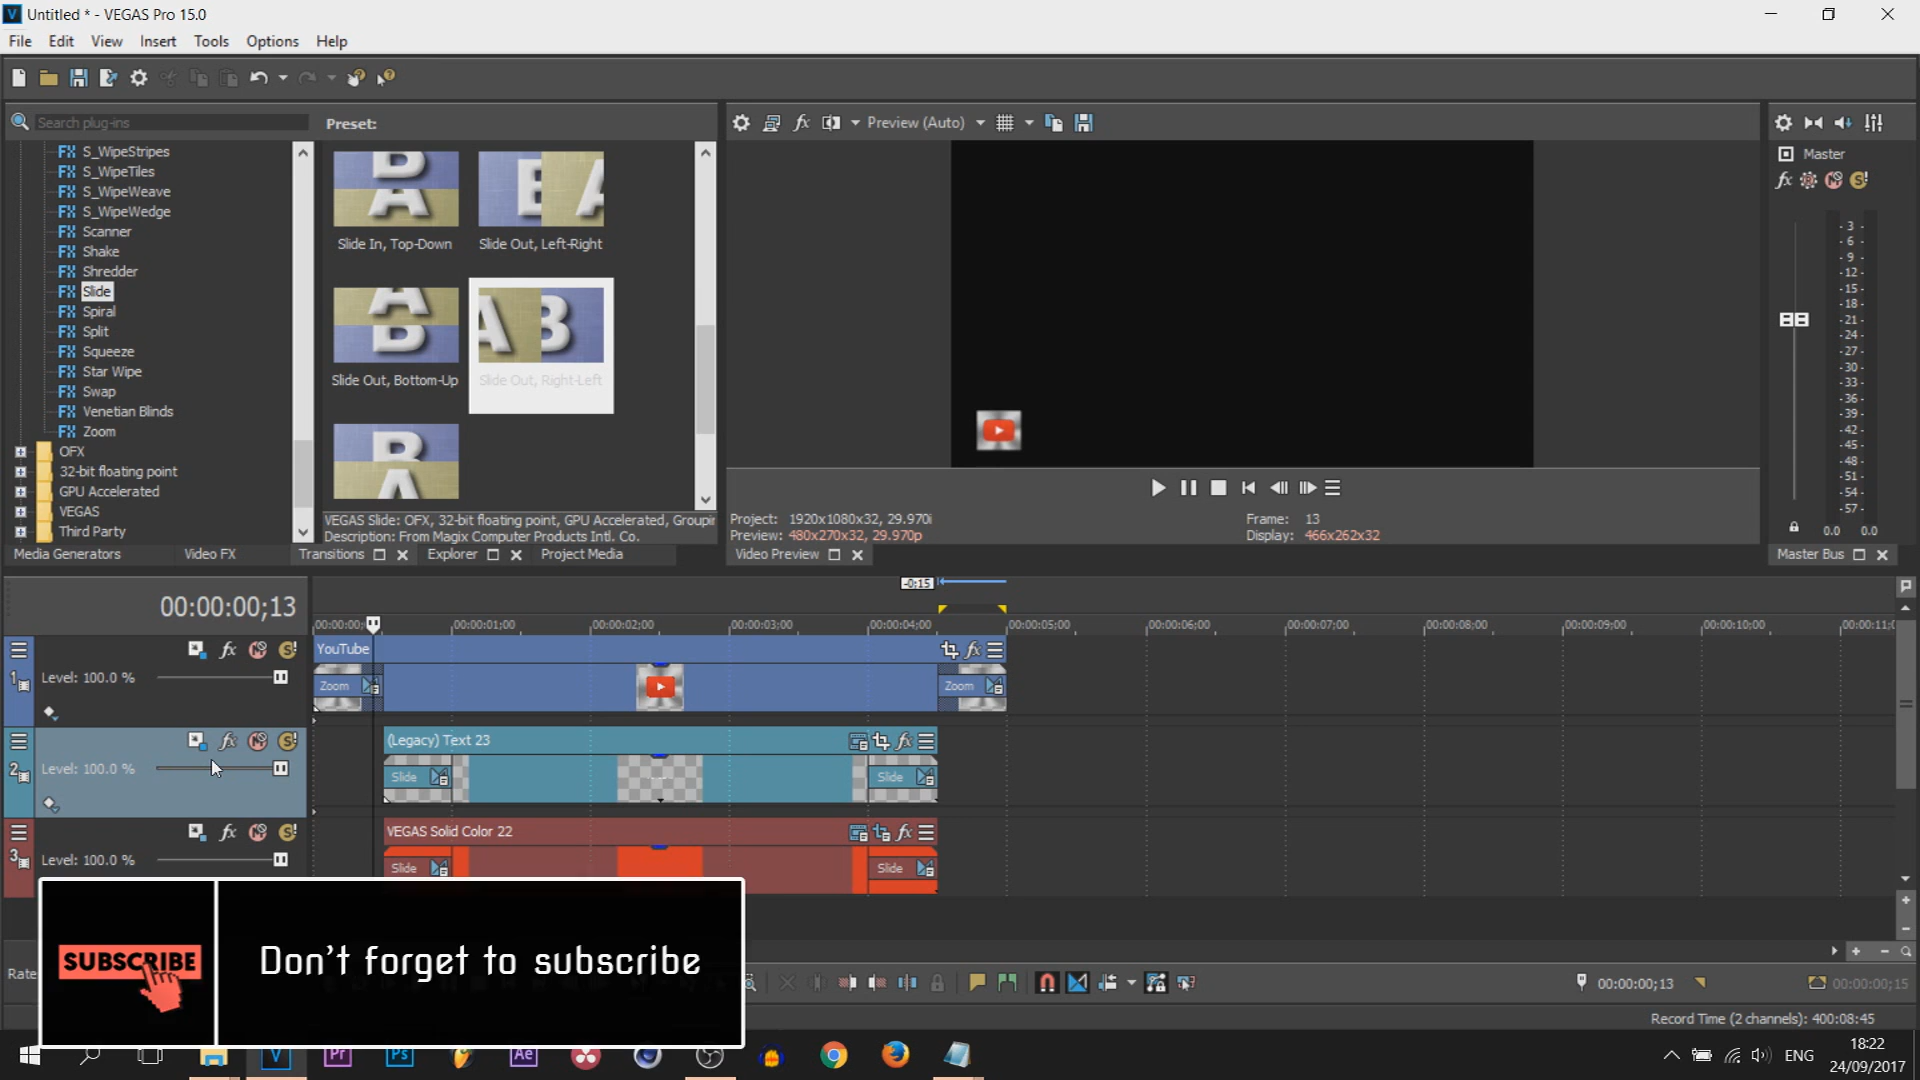 Untitled * - VEGAS Pro 15.0
File Edit View Insert Tools Options Help
Search plug-ins
Preset:
Preview (Auto)
S_WipeStripes
S_WipeTiles
S_WipeWeave
S_WipeWedge
Scanner
Shake
Shredder
Slide
Spiral
Split
Squeeze
Star Wipe
Swap
Venetian Blinds
Zoom
OFX
32-bit floating point
GPU Accelerated
VEGAS
Third Party
Slide In, Top-Down
Slide Out, Left-Right
Slide Out, Bottom-Up
Slide Out, Right-Left
VEGAS Slide: OFX, 32-bit floating point, GPU Accelerated, Groupin
Description: From Magix Computer Products Intl. Co.
Media Generators Video FX Transitions Explorer Project Media
Project: 1920x1080x32, 29.970i
Preview: 480x270x32, 29.970p
Frame: 13
Display: 466x262x32
Video Preview
Master
-3-
-6-
-9-
-12-
-15-
-18-
-21-
-24-
-27-
-30-
-33-
-36-
-39-
-42-
-45-
-48-
-51-
-54-
-57-
0.0 0.0
Master Bus
-0:15
00:00:00;13
00:00:00; 00:00:01;00 00:00:02;00 00:00:03;00 00:00:04;00 00:00:05;00 00:00:06;00 00:00:07;00 00:00:08;00 00:00:09;00 00:00:10;00 00:00:11;0
1
Level: 100.0 %
YouTube
Zoom Zoom
2
Level: 100.0 %
(Legacy) Text 23
Slide Slide
3
Level: 100.0 %
VEGAS Solid Color 22
Slide Slide
SUBSCRIBE
Don't forget to subscribe
Rate
00:00:00;13
00:00:00;15
Record Time (2 channels): 400:08:45
Pr Ps Ae
ENG
18:22
24/09/2017